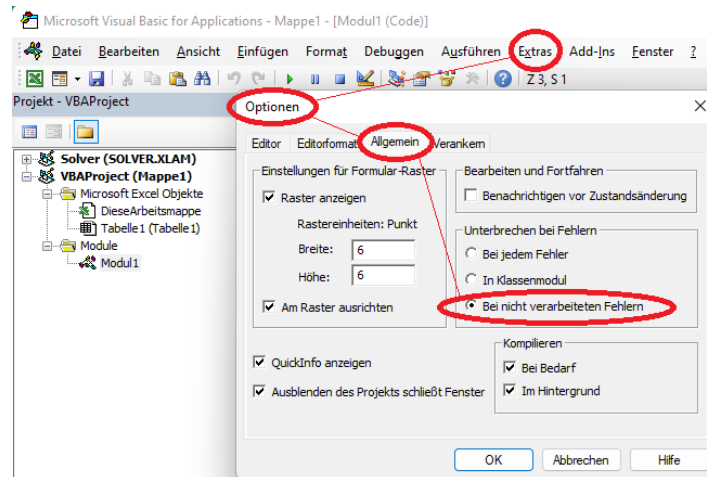 Microsoft Visual Basic for Applications - Mappe1 - [Modul1 (Code)]
Datei Bearbeiten Ansicht Einfügen Format Debuggen Ausführen Extras Add-Ins Fenster ?
Z 3, S 1
Projekt - VBAProject
Optionen
Editor Editorformat Allgemein Verankern
Solver (SOLVER.XLAM)
VBAProject (Mappe1)
Microsoft Excel Objekte
DieseArbeitsmappe
Tabelle1 (Tabelle1)
Module
Modul1
Einstellungen für Formular-Raster
Raster anzeigen
Rastereinheiten: Punkt
Breite: 6
Höhe: 6
Am Raster ausrichten
Bearbeiten und Fortfahren
Benachrichtigen vor Zustandsänderung
Unterbrechen bei Fehlern
Bei jedem Fehler
In Klassenmodul
Bei nicht verarbeiteten Fehlern
QuickInfo anzeigen
Ausblenden des Projekts schließt Fenster
Kompilieren
Bei Bedarf
Im Hintergrund
OK Abbrechen Hilfe